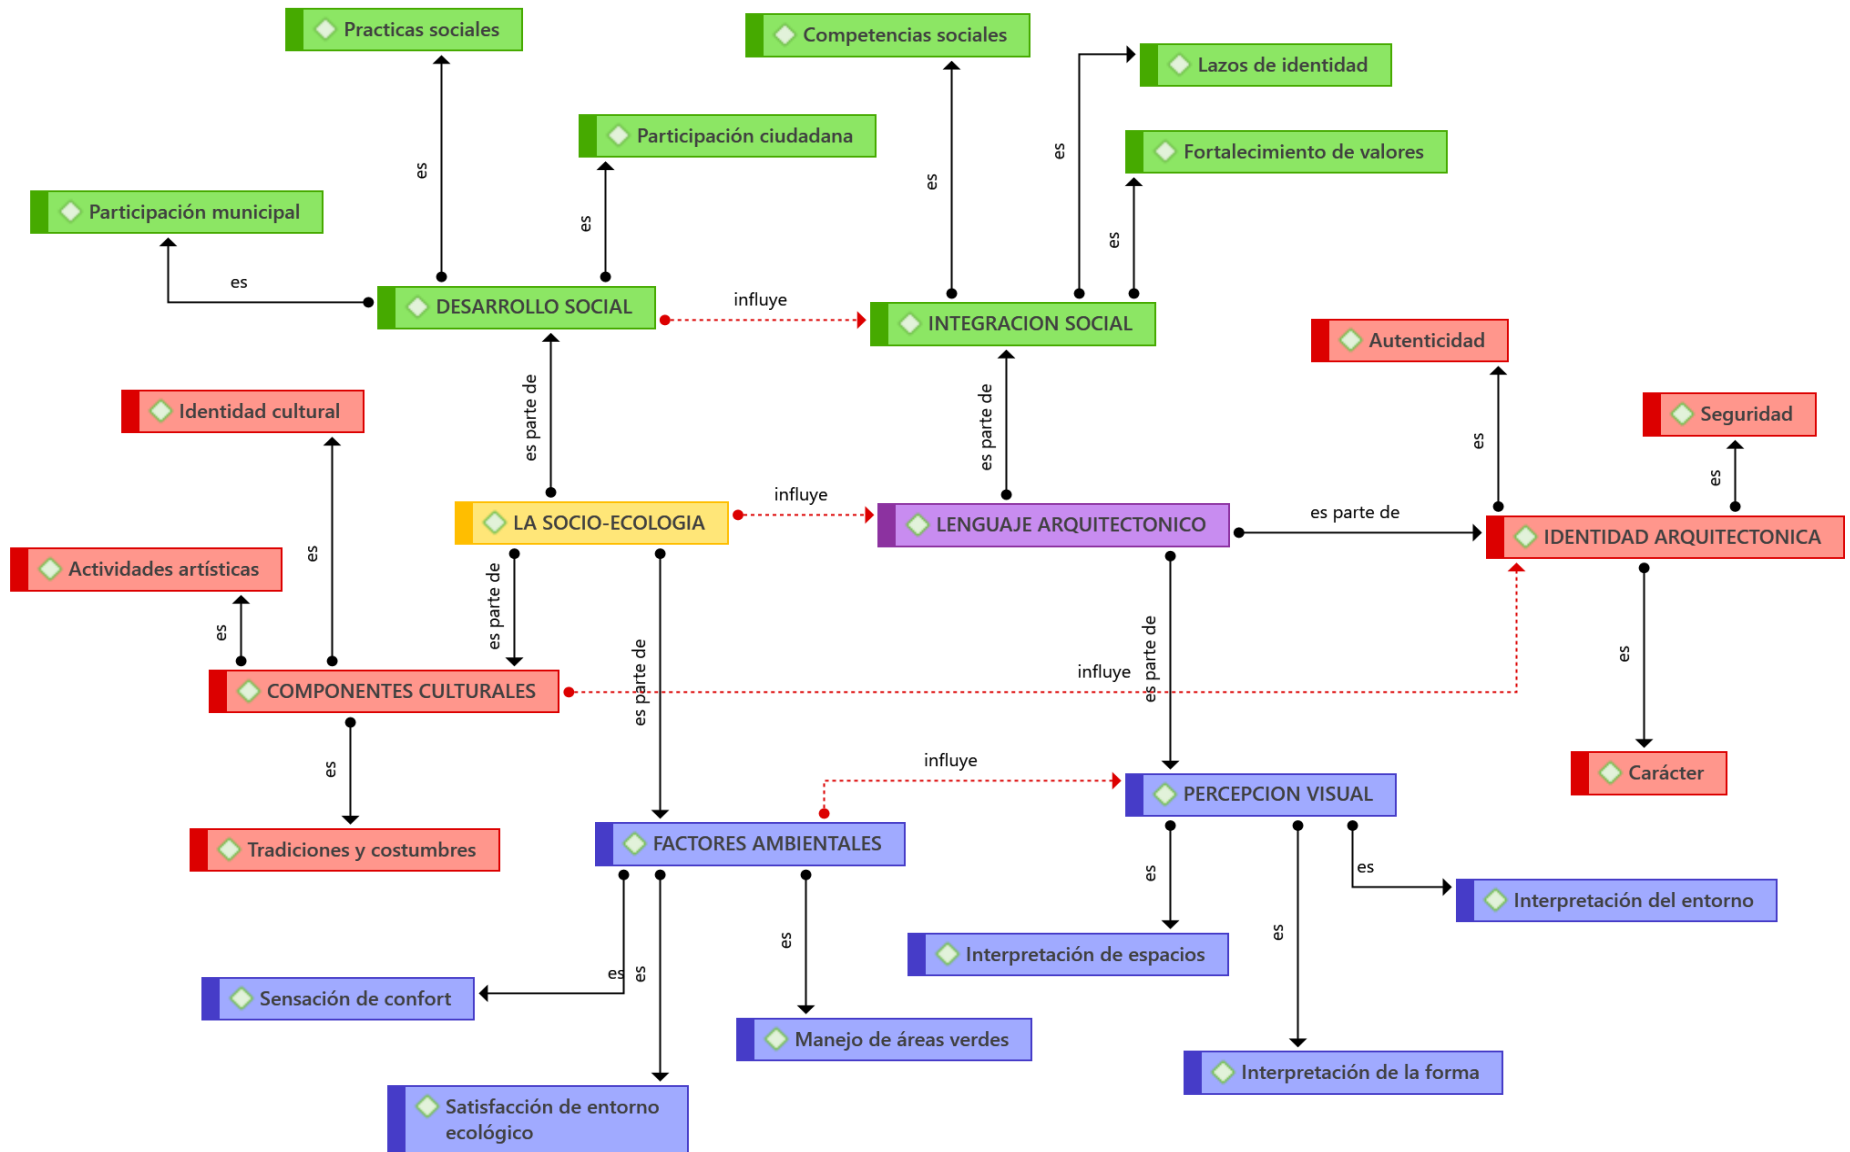 Practicas sociales
Competencias sociales
Lazos de identidad
Participación ciudadana
Fortalecimiento de valores
es
es
es
es
Participación municipal
es
es
es
DESARROLLO SOCIAL
influye
INTEGRACION SOCIAL
Autenticidad
Identidad cultural
es parte de
es parte de
Seguridad
es
es
LA SOCIO-ECOLOGIA
influye
LENGUAJE ARQUITECTONICO
es parte de
IDENTIDAD ARQUITECTONICA
Actividades artísticas
es
es parte de
es
es parte de
es parte de
es
COMPONENTES CULTURALES
influye
es
influye
PERCEPCION VISUAL
Carácter
Tradiciones y costumbres
FACTORES AMBIENTALES
es
es
Interpretación del entorno
es
es
Interpretación de espacios
es
es
Sensación de confort
Manejo de áreas verdes
Interpretación de la forma
Satisfacción de entorno
ecológico